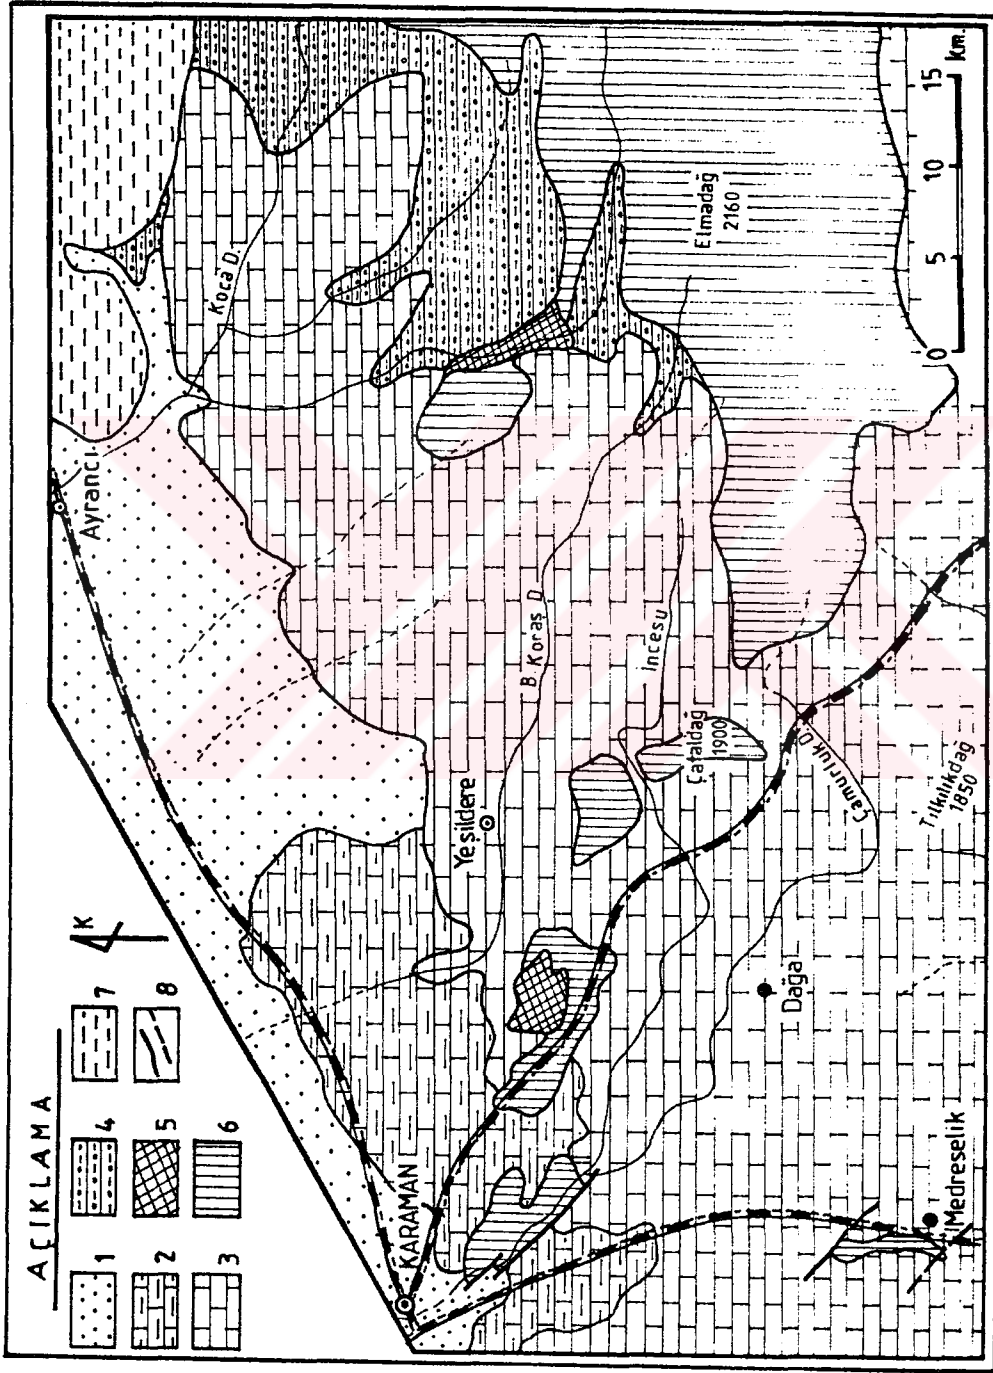 AÇIKLAMA
1
2
3
4
5
6
7
8
K
KARAMAN
Ayrancı
Yeşildere
Koca D.
B. Koraş D.
İncesu
Elmadağ
2160
Çataldağ
1900
Çamurluk D.
Tilkilikdağ
1850
Dağa
Medreselik
0 5 10 15 km.